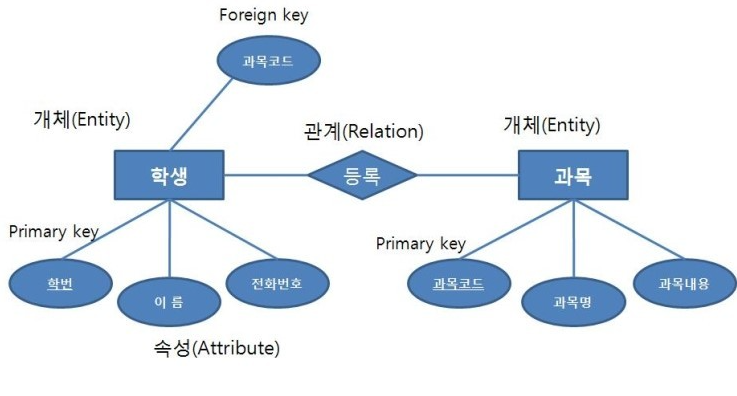 Foreign key
과목코드
개체(Entity)
관계(Relation)
개체(Entity)
학생
등록
과목
Primary key
Primary key
학번
이 름
전화번호
과목코드
과목명
과목내용
속성(Attribute)